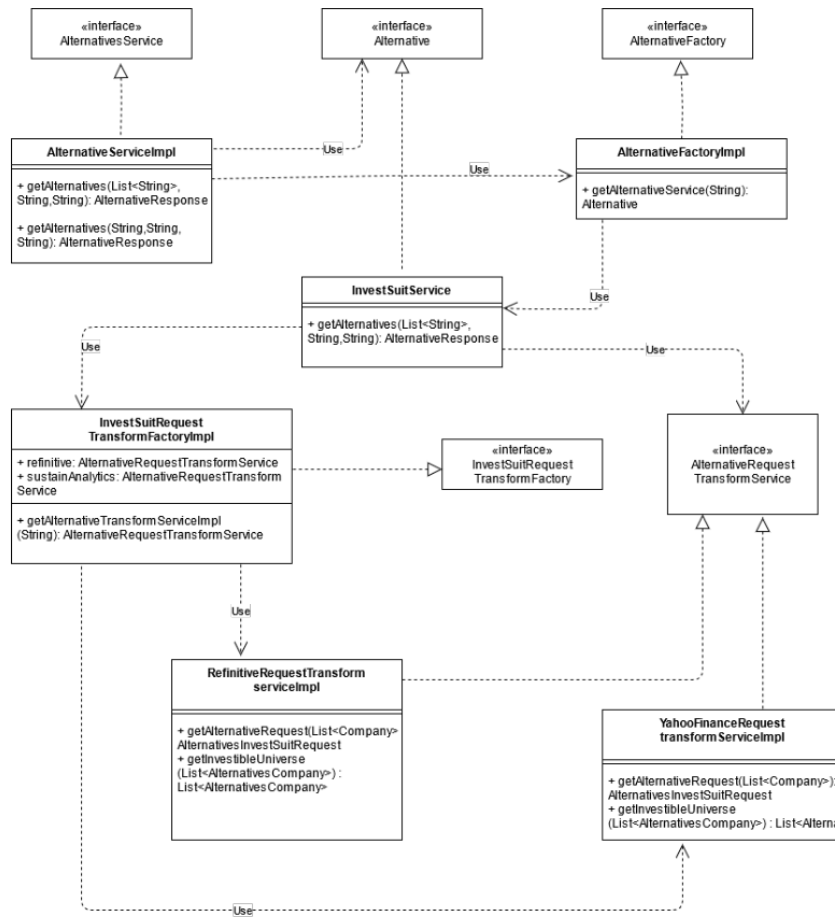 «interface»
AlternativesService
«interface»
Alternative
«interface»
AlternativeFactory
AlternativeServiceImpl
+ getAlternatives(List<String>,
String,String): AlternativeResponse
+ getAlternatives(String,String,
String): AlternativeResponse
Use
Use
AlternativeFactoryImpl
+ getAlternativeService(String):
Alternative
Use
InvestSuitService
+ getAlternatives(List<String>,
String,String): AlternativeResponse
Use
Use
InvestSuitRequest
TransformFactoryImpl
+ refinitive: AlternativeRequestTransformService
+ sustainAnalytics: AlternativeRequestTransform
Service
+ getAlternativeTransformServiceImpl
(String): AlternativeRequestTransformService
«interface»
InvestSuitRequest
TransformFactory
«interface»
AlternativeRequest
TransformService
Use
RefinitiveRequestTransform
serviceImpl
+ getAlternativeRequest(List<Company>
AlternativesInvestSuitRequest
+ getInvestibleUniverse
(List<AlternativesCompany>) :
List<AlternativesCompany>
YahooFinanceRequest
transformServiceImpl
+ getAlternativeRequest(List<Company>):
AlternativesInvestSuitRequest
+ getInvestibleUniverse
(List<AlternativesCompany>) : List<Alterna
Use